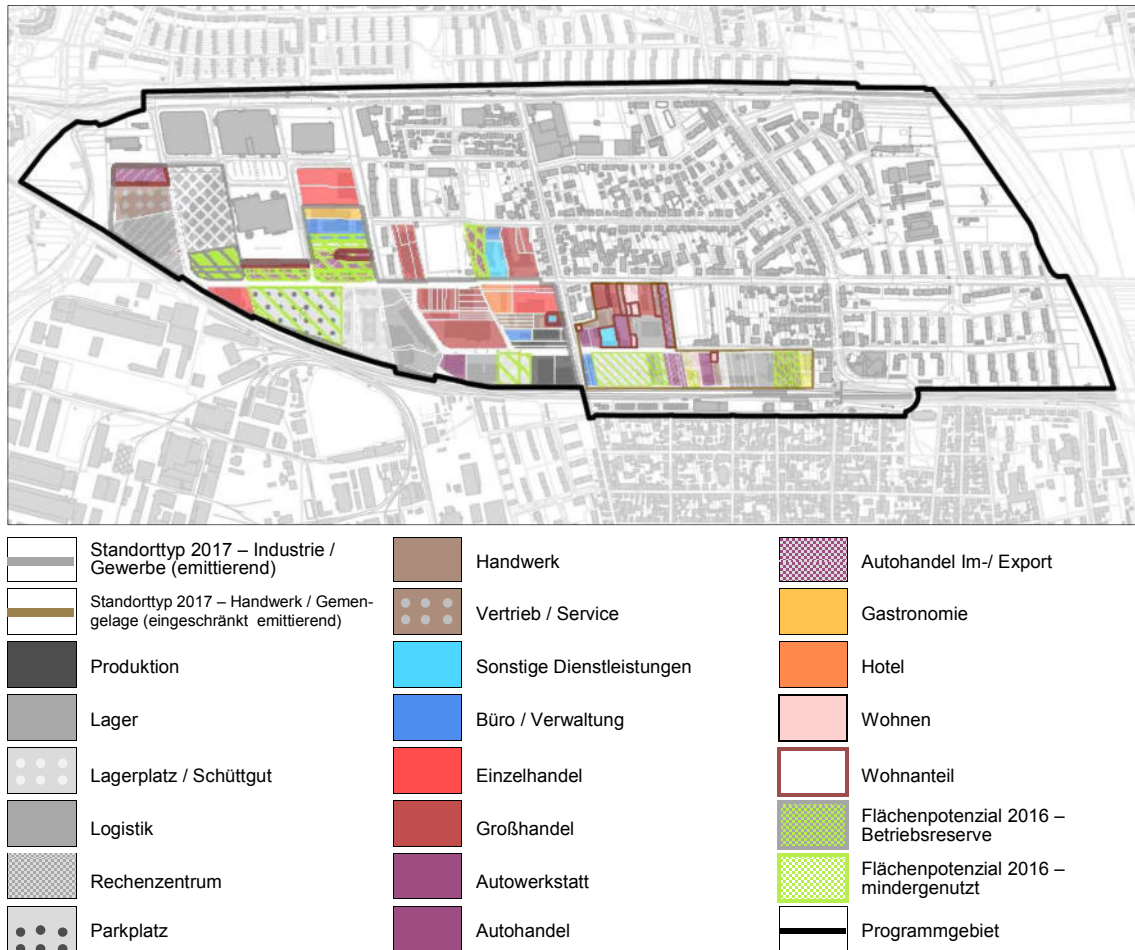 Standorttyp 2017 – Industrie /
Gewerbe (emittierend)
Standorttyp 2017 – Handwerk / Gemen-
gelage (eingeschränkt emittierend)
Produktion
Lager
Lagerplatz / Schüttgut
Logistik
Rechenzentrum
Parkplatz
Handwerk
Vertrieb / Service
Sonstige Dienstleistungen
Büro / Verwaltung
Einzelhandel
Großhandel
Autowerkstatt
Autohandel
Autohandel Im-/ Export
Gastronomie
Hotel
Wohnen
Wohnanteil
Flächenpotenzial 2016 –
Betriebsreserve
Flächenpotenzial 2016 –
mindergenutzt
Programmgebiet